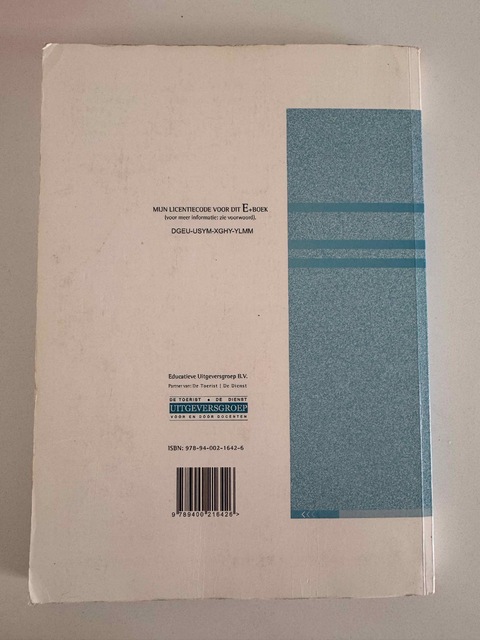 MIJN LICENTIECODE VOOR DIT E+BOEK
(voor meer informatie: zie voorwoord).
DGEU-USYM-XGHY-YLMM
Educatieve Uitgeversgroep B.V.
Partner van: De Toerist | De Dienst
DE TOERIST & DE DIENST
UITGEVERSGROEP
VOOR EN DOOR DOCENTEN
ISBN: 978-94-002-1642-6
9 789400 216426 >